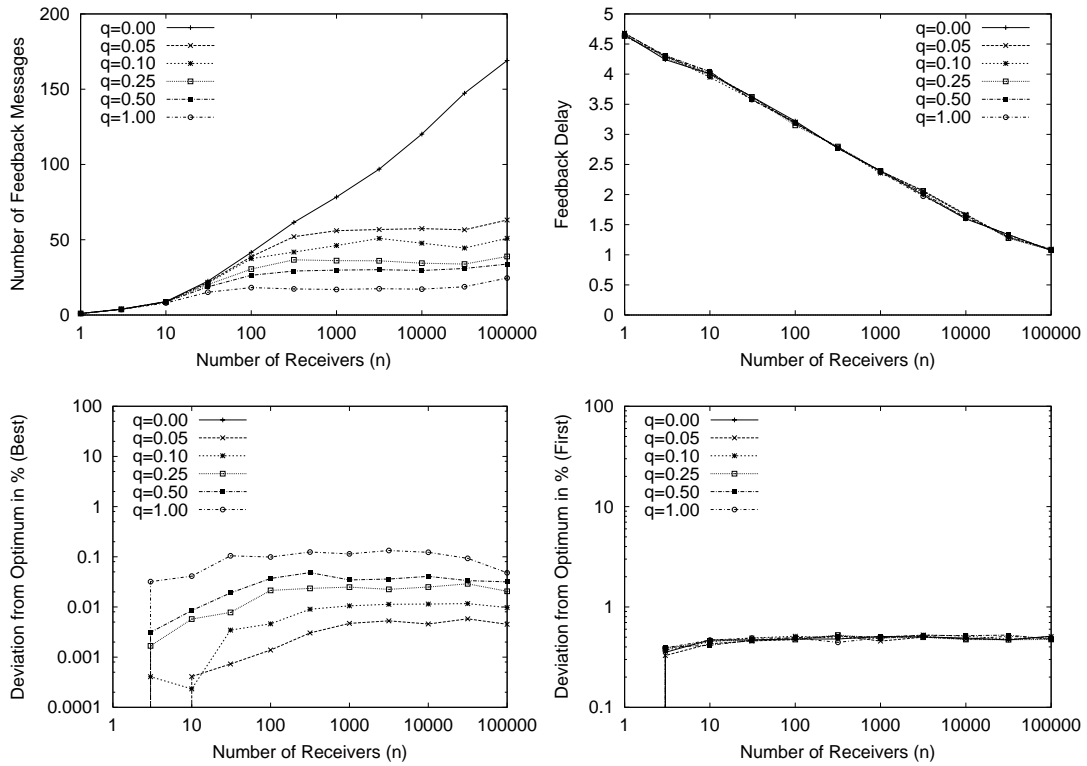 Number of Feedback Messages
200
150
100
50
0
q=0.00
q=0.05
q=0.10
q=0.25
q=0.50
q=1.00
1 10 100 1000 10000 100000
Number of Receivers (n)
Feedback Delay
5
4.5
4
3.5
3
2.5
2
1.5
1
0.5
0
q=0.00
q=0.05
q=0.10
q=0.25
q=0.50
q=1.00
1 10 100 1000 10000 100000
Number of Receivers (n)
Deviation from Optimum in % (Best)
100
10
1
0.1
0.01
0.001
0.0001
q=0.00
q=0.05
q=0.10
q=0.25
q=0.50
q=1.00
1 10 100 1000 10000 100000
Number of Receivers (n)
Deviation from Optimum in % (First)
100
10
1
0.1
q=0.00
q=0.05
q=0.10
q=0.25
q=0.50
q=1.00
1 10 100 1000 10000 100000
Number of Receivers (n)